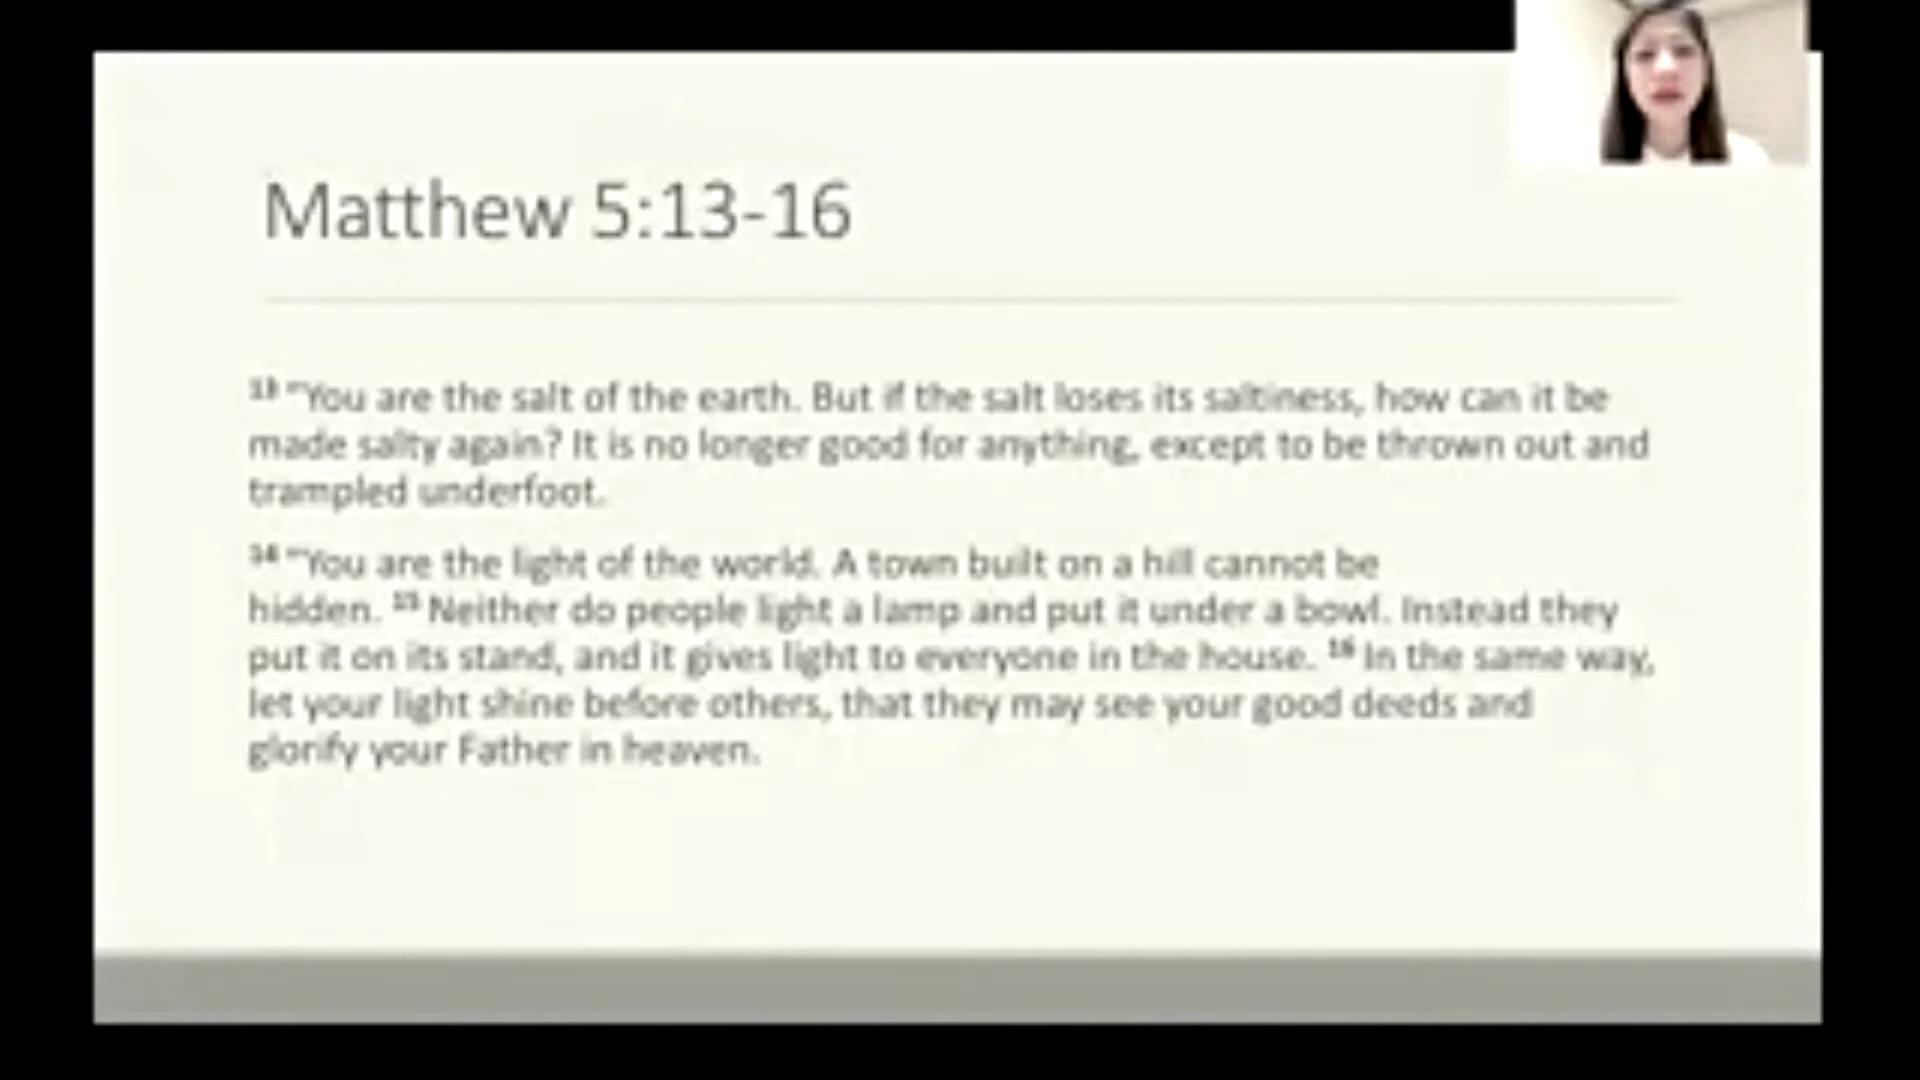 Matthew 5:13-16
13 "You are the salt of the earth. But if the salt loses its saltiness, how can it be
made salty again? It is no longer good for anything, except to be thrown out and
trampled underfoot.
14 "You are the light of the world. A town built on a hill cannot be
hidden. 15 Neither do people light a lamp and put it under a bowl. Instead they
put it on its stand, and it gives light to everyone in the house. 16 In the same way,
let your light shine before others, that they may see your good deeds and
glorify your Father in heaven.